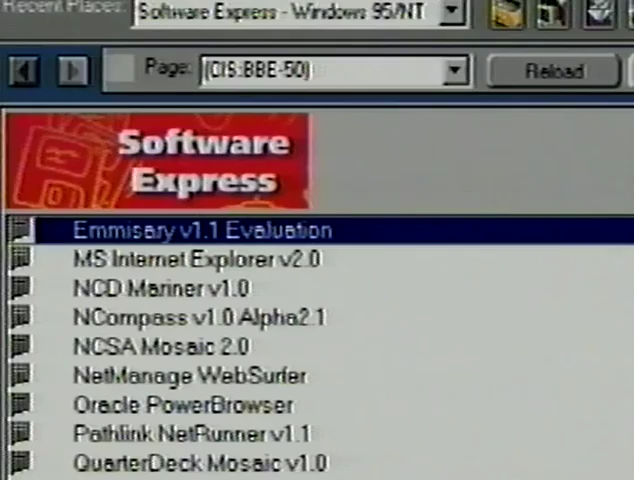 Recent Places: Software Express - Windows 95/NT
Page: (CIS:BBE-50) Reload
Software
Express
Emmisary v1.1 Evaluation
MS Internet Explorer v2.0
NCD Mariner v1.0
NCompass v1.0 Alpha2.1
NCSA Mosaic 2.0
NetManage WebSurfer
Oracle PowerBrowser
Pathlink NetRunner v1.1
QuarterDeck Mosaic v1.0